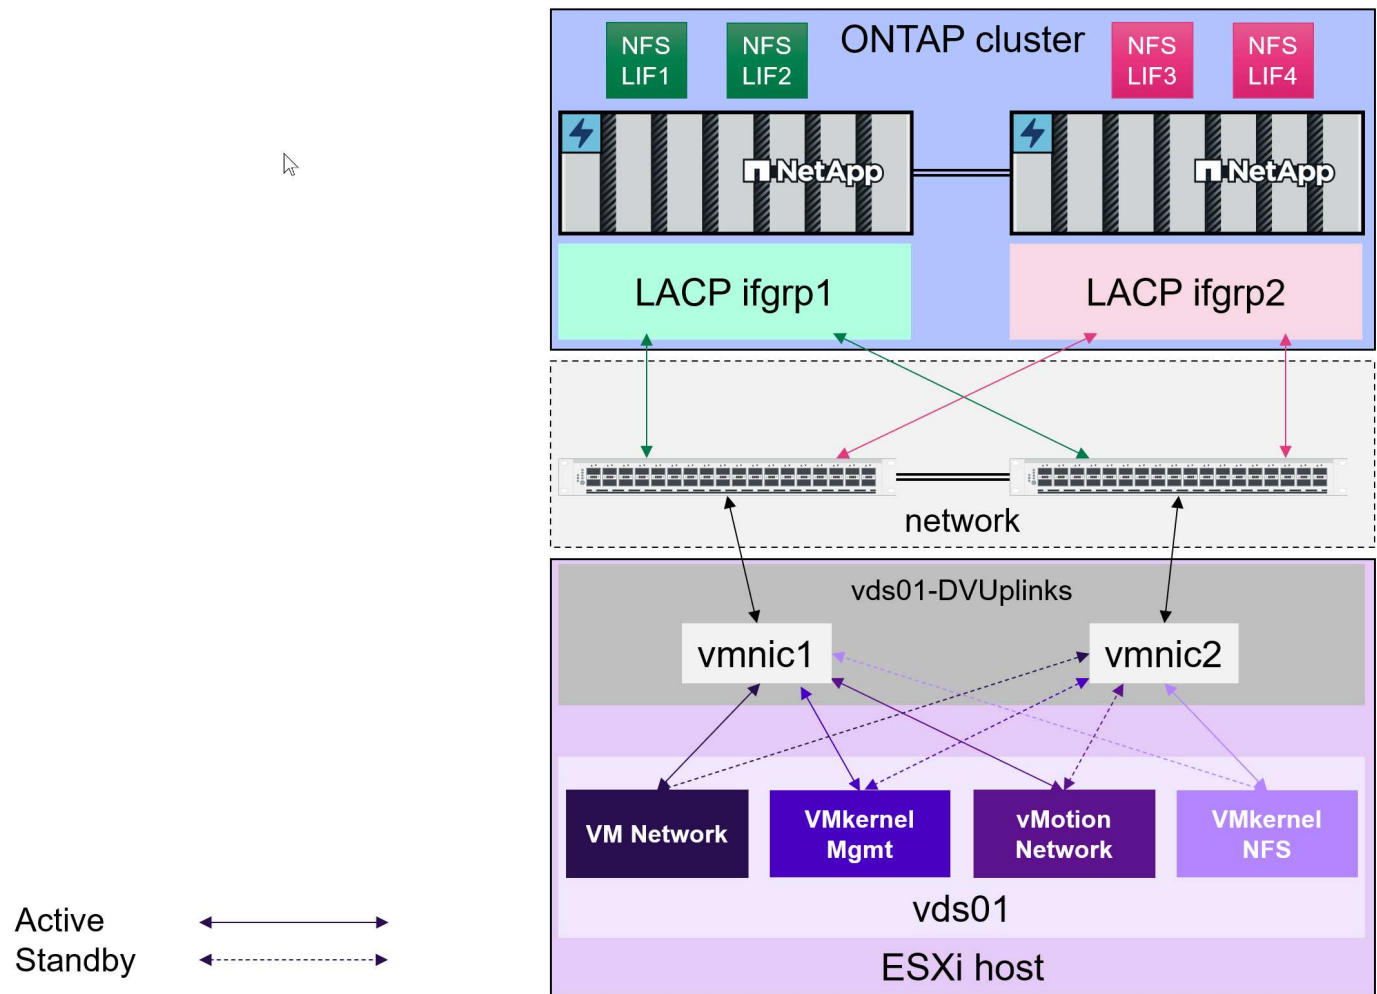 ONTAP cluster
NFS
LIF1
NFS
LIF2
NFS
LIF3
NFS
LIF4
NetApp
NetApp
LACP ifgrp1
LACP ifgrp2
network
vds01-DVUplinks
vmnic1
vmnic2
VM Network
VMkernel
Mgmt
vMotion
Network
VMkernel
NFS
vds01
ESXi host
Active
Standby